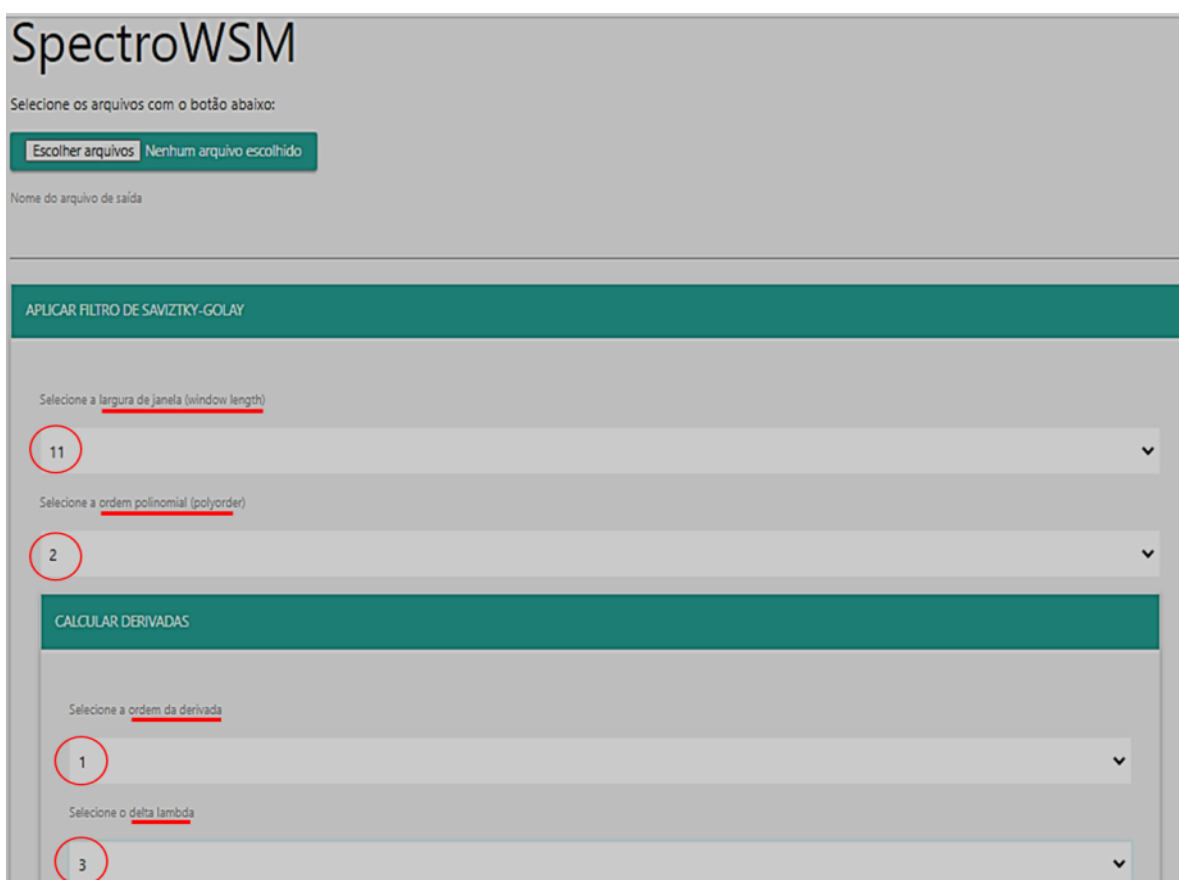 SpectroWSM
Selecione os arquivos com o botão abaixo:
Escolher arquivos Nenhum arquivo escolhido
Nome do arquivo de saída
APLICAR FILTRO DE SAVIZTKY-GOLAY
Selecione a largura de janela (window length)
11
Selecione a ordem polinomial (polyorder)
2
CALCULAR DERIVADAS
Selecione a ordem da derivada
1
Selecione o delta lambda
3